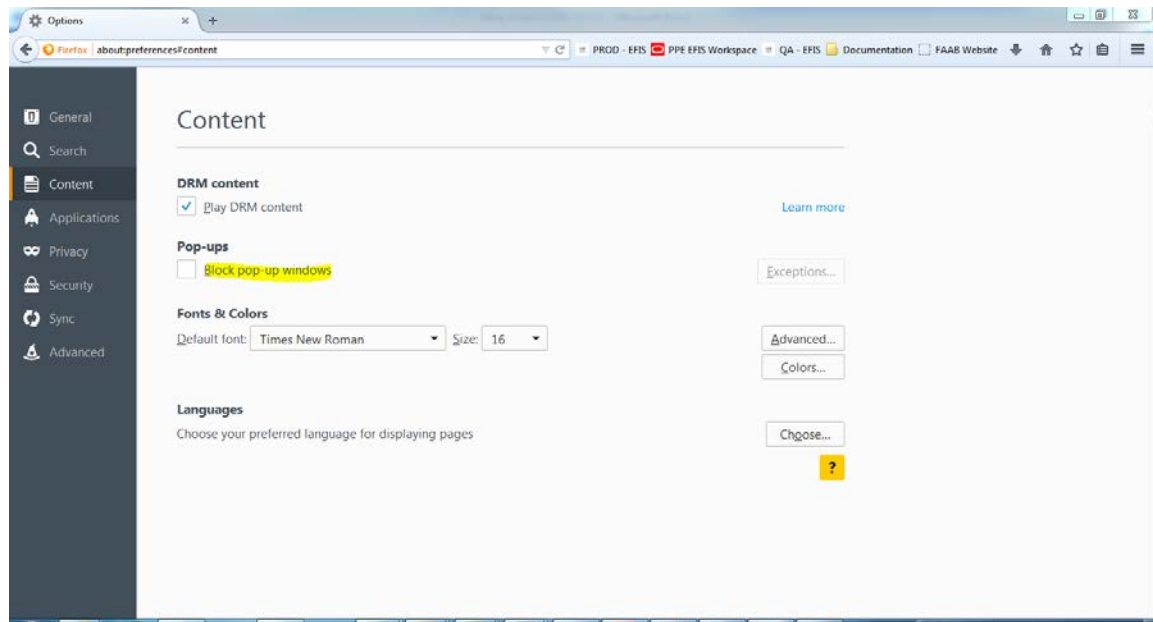 Options
Firefox about:preferences#content PROD - EFIS PPE EFIS Workspace QA - EFIS Documentation FAAB Website
General
Search
Content
Applications
Privacy
Security
Sync
Advanced
Content
DRM content
Play DRM content Learn more
Pop-ups
Block pop-up windows Exceptions...
Fonts & Colors
Default font: Times New Roman Size: 16 Advanced...
Colors...
Languages
Choose your preferred language for displaying pages Choose...
?